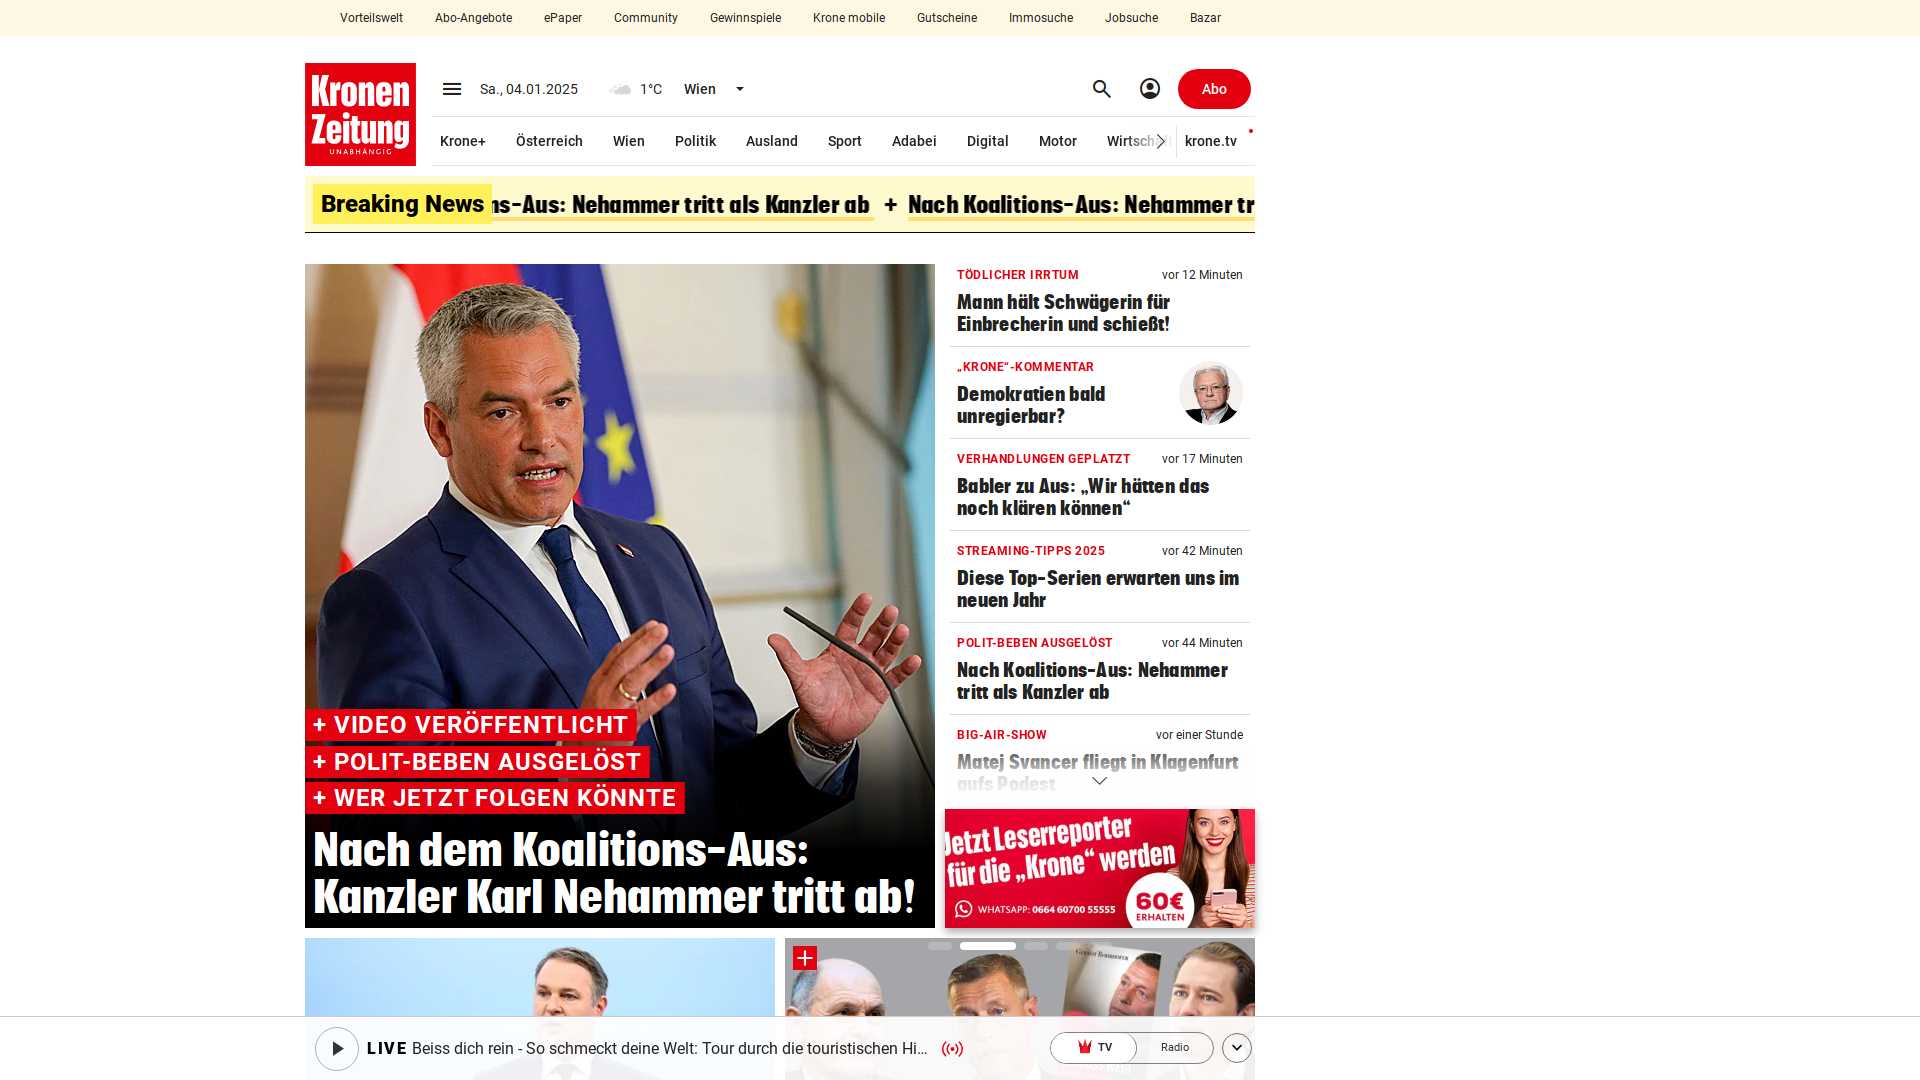 Vorteilswelt Abo-Angebote ePaper Community Gewinnspiele Krone mobile Gutscheine Immosuche Jobsuche Bazar
Kronen
Zeitung
UNABHÄNGIG
Sa., 04.01.2025 1°C Wien Abo
Krone+ Österreich Wien Politik Ausland Sport Adabei Digital Motor Wirtschaft krone.tv
Breaking News ns-Aus: Nehammer tritt als Kanzler ab + Nach Koalitions-Aus: Nehammer tr
+ VIDEO VERÖFFENTLICHT
+ POLIT-BEBEN AUSGELÖST
+ WER JETZT FOLGEN KÖNNTE
Nach dem Koalitions-Aus:
Kanzler Karl Nehammer tritt ab!
TÖDLICHER IRRTUM vor 12 Minuten
Mann hält Schwägerin für
Einbrecherin und schießt!
„KRONE“-KOMMENTAR
Demokratien bald
unregierbar?
VERHANDLUNGEN GEPLATZT vor 17 Minuten
Babler zu Aus: „Wir hätten das
noch klären können“
STREAMING-TIPPS 2025 vor 42 Minuten
Diese Top-Serien erwarten uns im
neuen Jahr
POLIT-BEBEN AUSGELÖST vor 44 Minuten
Nach Koalitions-Aus: Nehammer
tritt als Kanzler ab
BIG-AIR-SHOW vor einer Stunde
Matej Svancer fliegt in Klagenfurt
aufs Podest
Jetzt Leserreporter
für die „Krone“ werden
WHATSAPP: 0664 60700 55555
60€
ERHALTEN
LIVE Beiss dich rein - So schmeckt deine Welt: Tour durch die touristischen Hi...
TV Radio